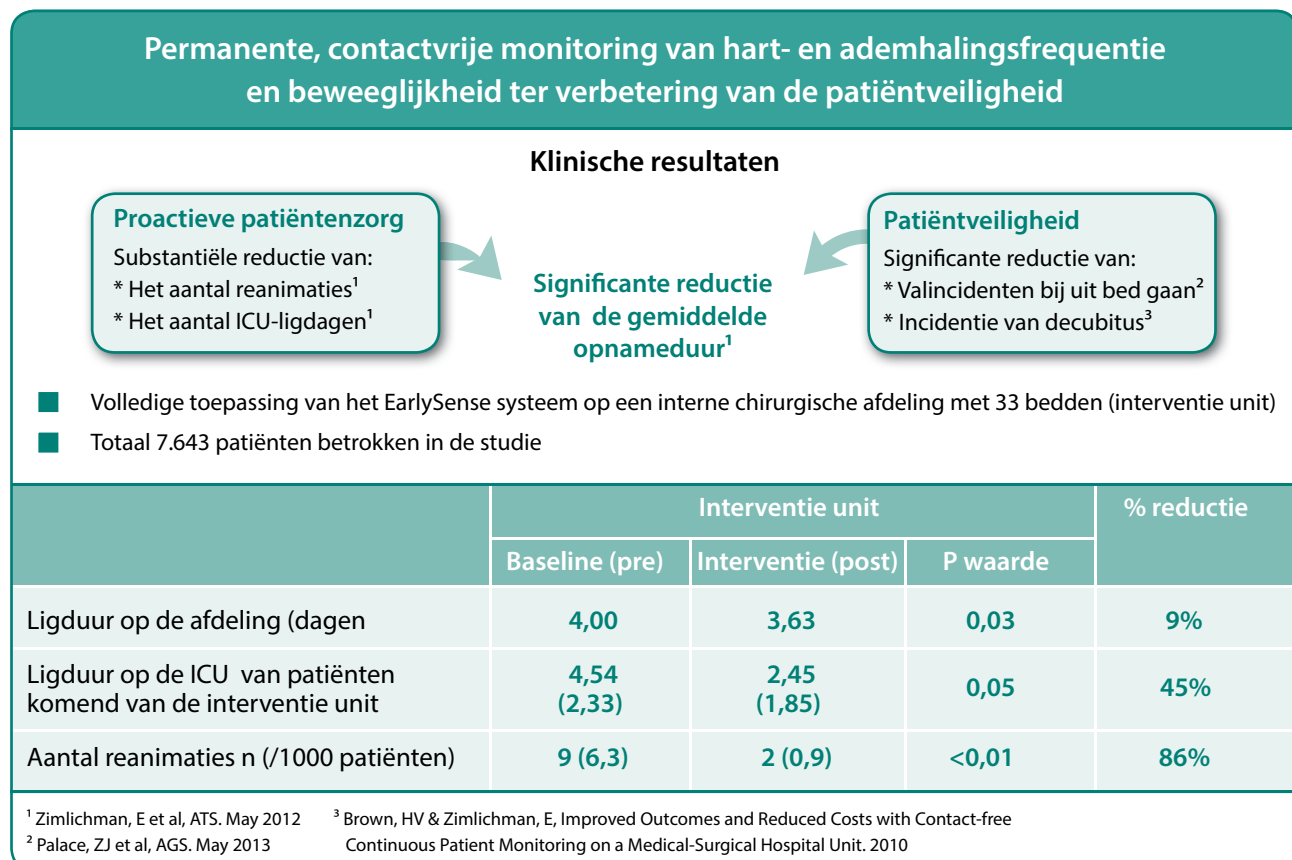 Permanente, contactvrije monitoring van hart- en ademhalingsfrequentie
en beweeglijkheid ter verbetering van de patiëntveiligheid
Klinische resultaten
Proactieve patiëntenzorg
Substantiële reductie van:
* Het aantal reanimaties¹
* Het aantal ICU-ligdagen¹
Significante reductie
van de gemiddelde
opnameduur¹
Patiëntveiligheid
Significante reductie van:
* Valincidenten bij uit bed gaan²
* Incidentie van decubitus³
■ Volledige toepassing van het EarlySense systeem op een interne chirurgische afdeling met 33 bedden (interventie unit)
■ Totaal 7.643 patiënten betrokken in de studie
Interventie unit % reductie
Baseline (pre) Interventie (post) P waarde
Ligduur op de afdeling (dagen 4,00 3,63 0,03 9%
Ligduur op de ICU van patiënten
komend van de interventie unit
4,54
(2,33)
2,45
(1,85)
0,05 45%
Aantal reanimaties n (/1000 patiënten) 9 (6,3) 2 (0,9) <0,01 86%
¹ Zimlichman, E et al, ATS. May 2012
² Palace, ZJ et al, AGS. May 2013
³ Brown, HV & Zimlichman, E, Improved Outcomes and Reduced Costs with Contact-free
Continuous Patient Monitoring on a Medical-Surgical Hospital Unit. 2010